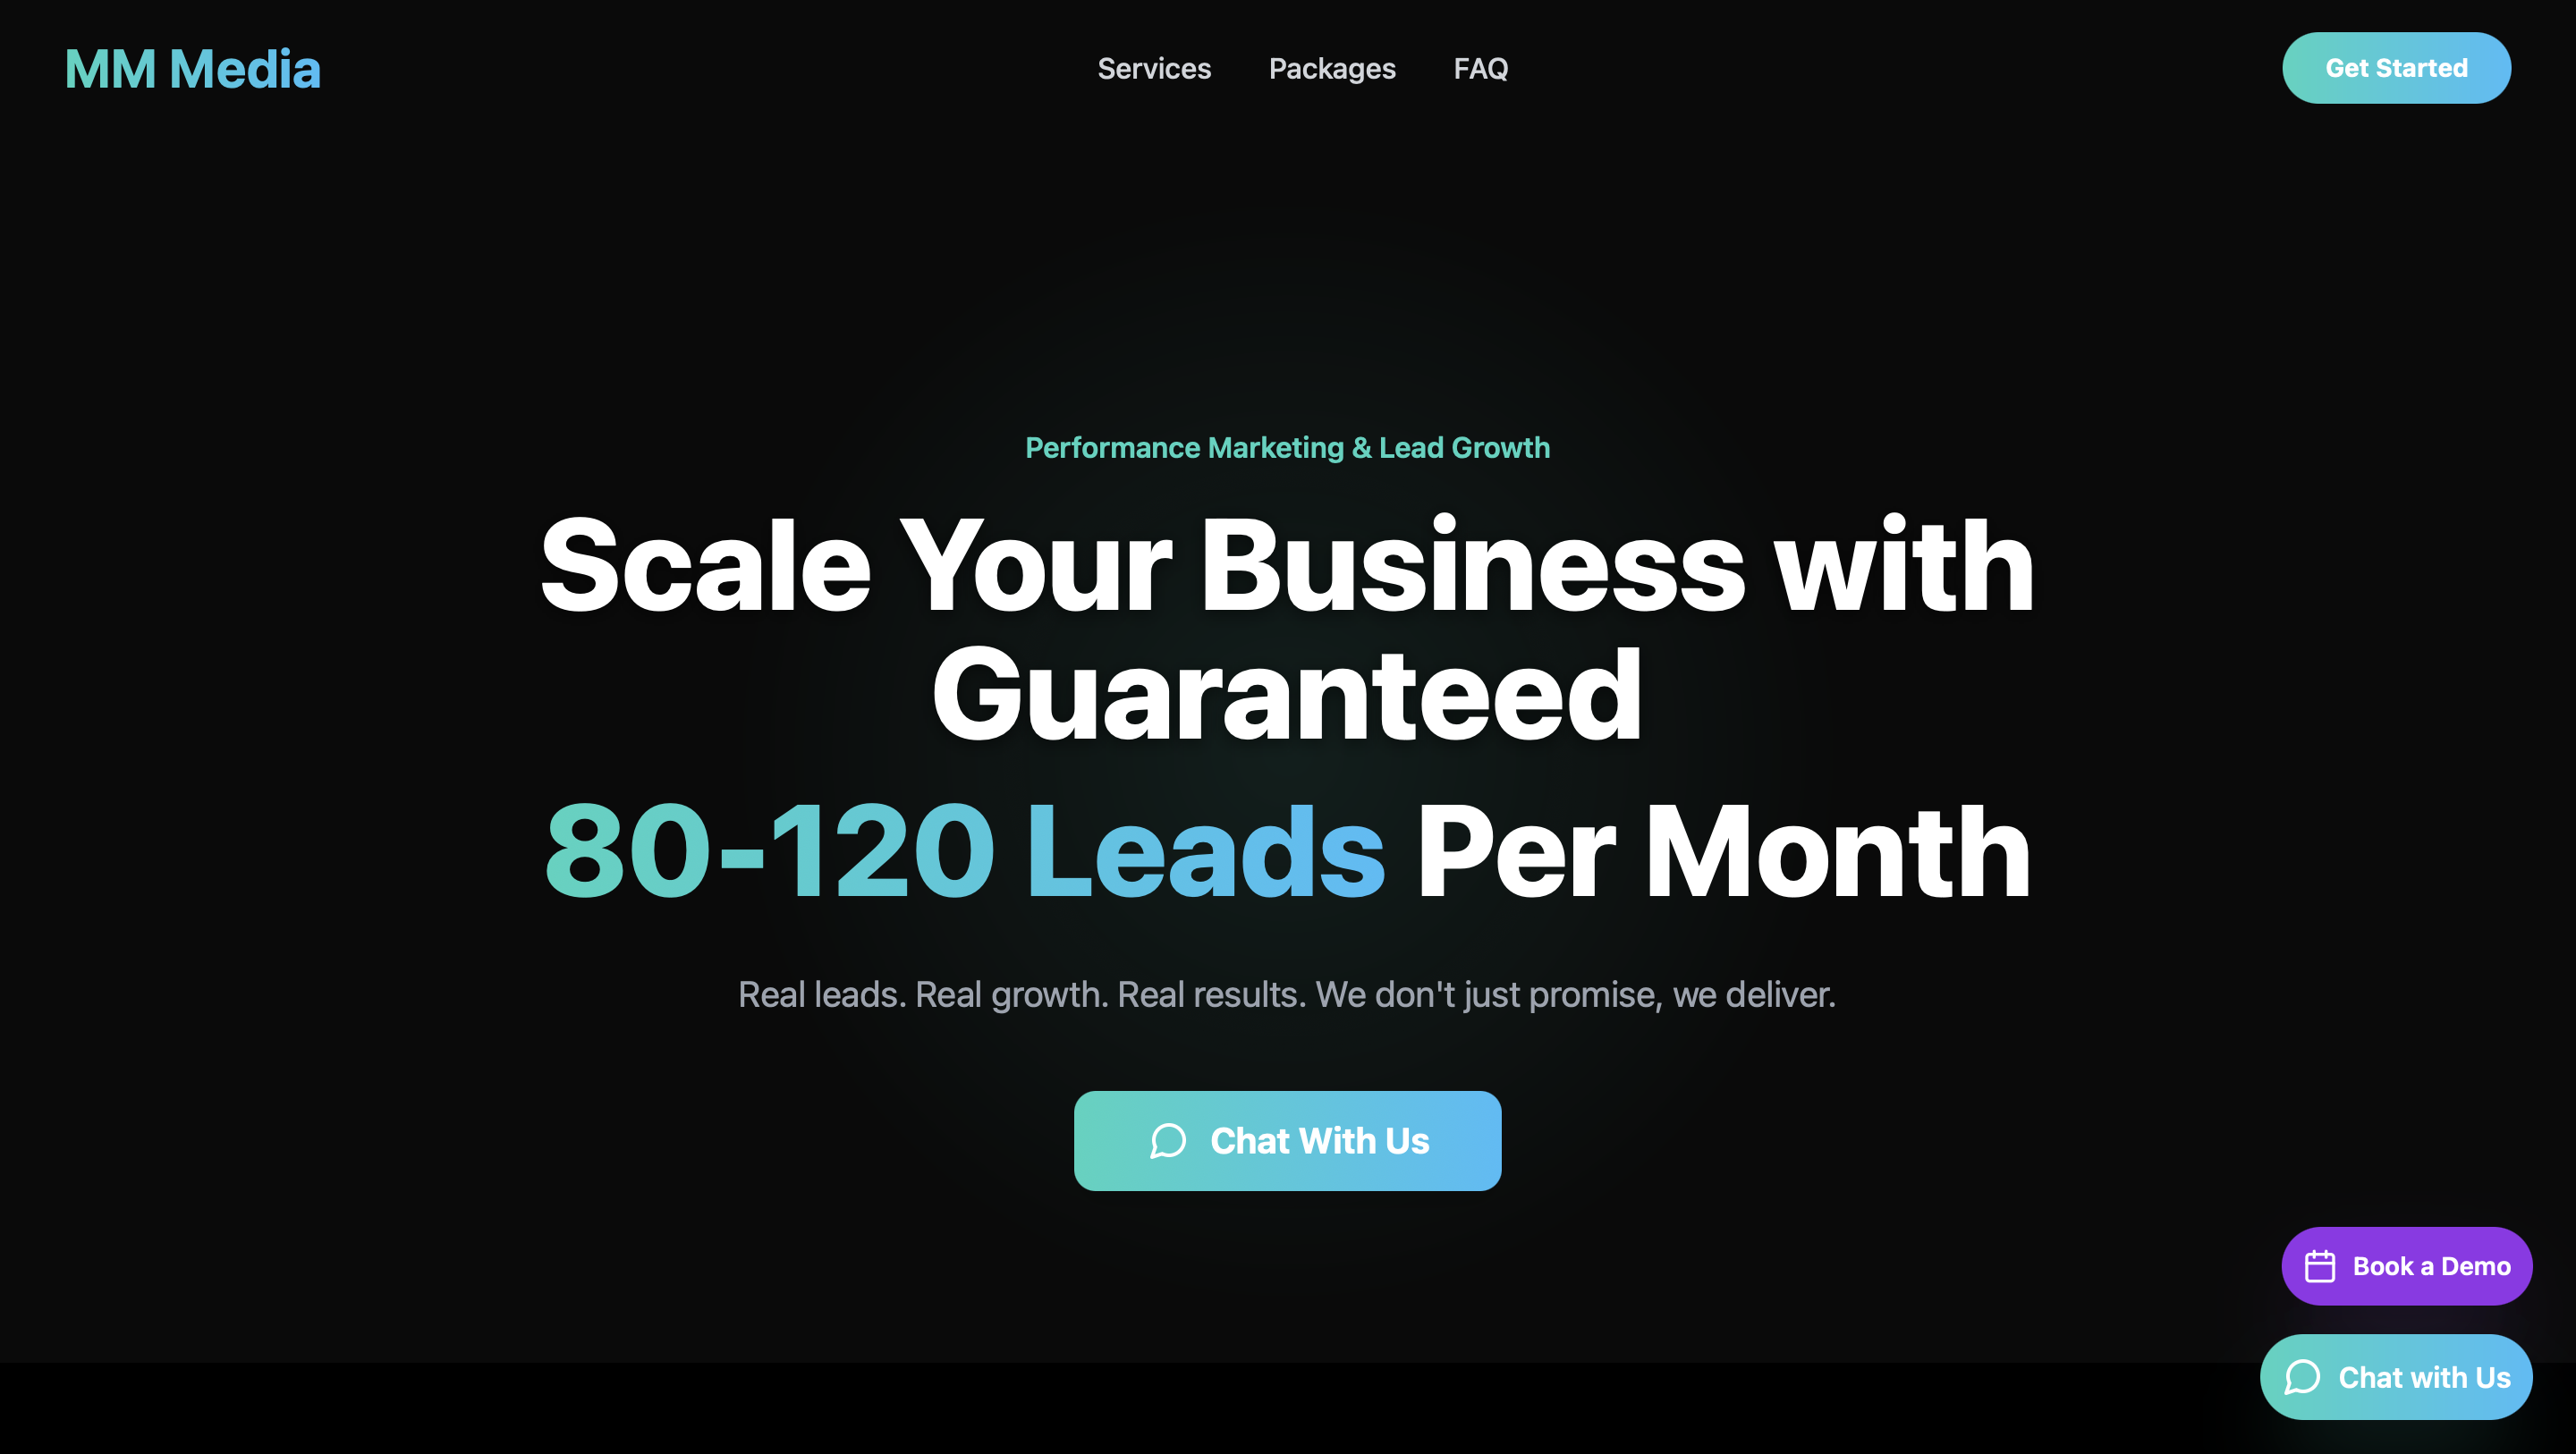 MM Media
Services
Packages
FAQ
Get Started
Performance Marketing & Lead Growth
Scale Your Business with
Guaranteed
80-120 Leads Per Month
Real leads. Real growth. Real results. We don't just promise, we deliver.
Chat With Us
Book a Demo
Chat with Us